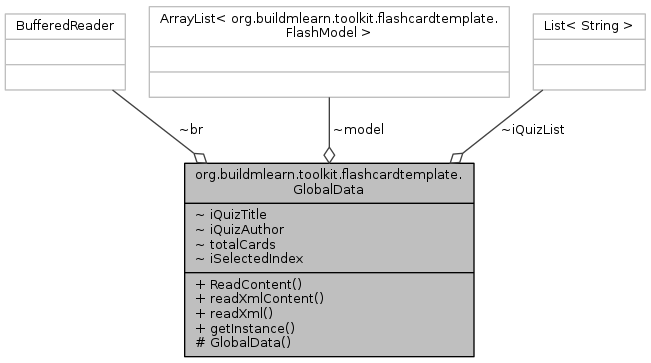 BufferedReader
ArrayList< org.buildmlearn.toolkit.flashcardtemplate.
FlashModel >
List< String >
~br
~model
~iQuizList
org.buildmlearn.toolkit.flashcardtemplate.
GlobalData
~ iQuizTitle
~ iQuizAuthor
~ totalCards
~ iSelectedIndex
+ ReadContent()
+ readXmlContent()
+ readXml()
+ getInstance()
# GlobalData()